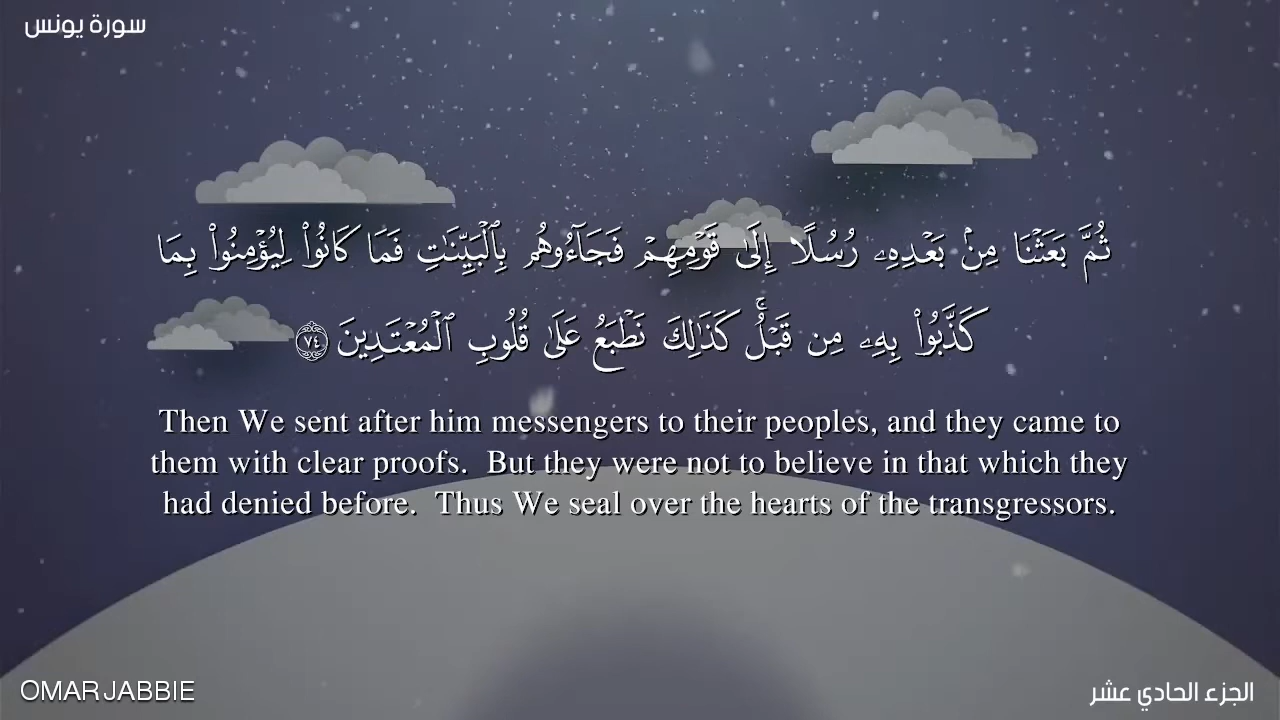 سورة يونس
ثُمَّ بَعَثْنَا مِنۢ بَعْدِهِۦ رُسُلًا إِلَىٰ قَوْمِهِمْ فَجَآءُوهُم بِٱلْبَيِّنَـٰتِ فَمَا كَانُوا۟ لِيُؤْمِنُوا۟ بِمَا
كَذَّبُوا۟ بِهِۦ مِن قَبْلُ ۚ كَذَٰلِكَ نَطْبَعُ عَلَىٰ قُلُوبِ ٱلْمُعْتَدِينَ ٧٤
Then We sent after him messengers to their peoples, and they came to
them with clear proofs.  But they were not to believe in that which they
had denied before.  Thus We seal over the hearts of the transgressors.
OMAR JABBIE
الجزء الحادي عشر